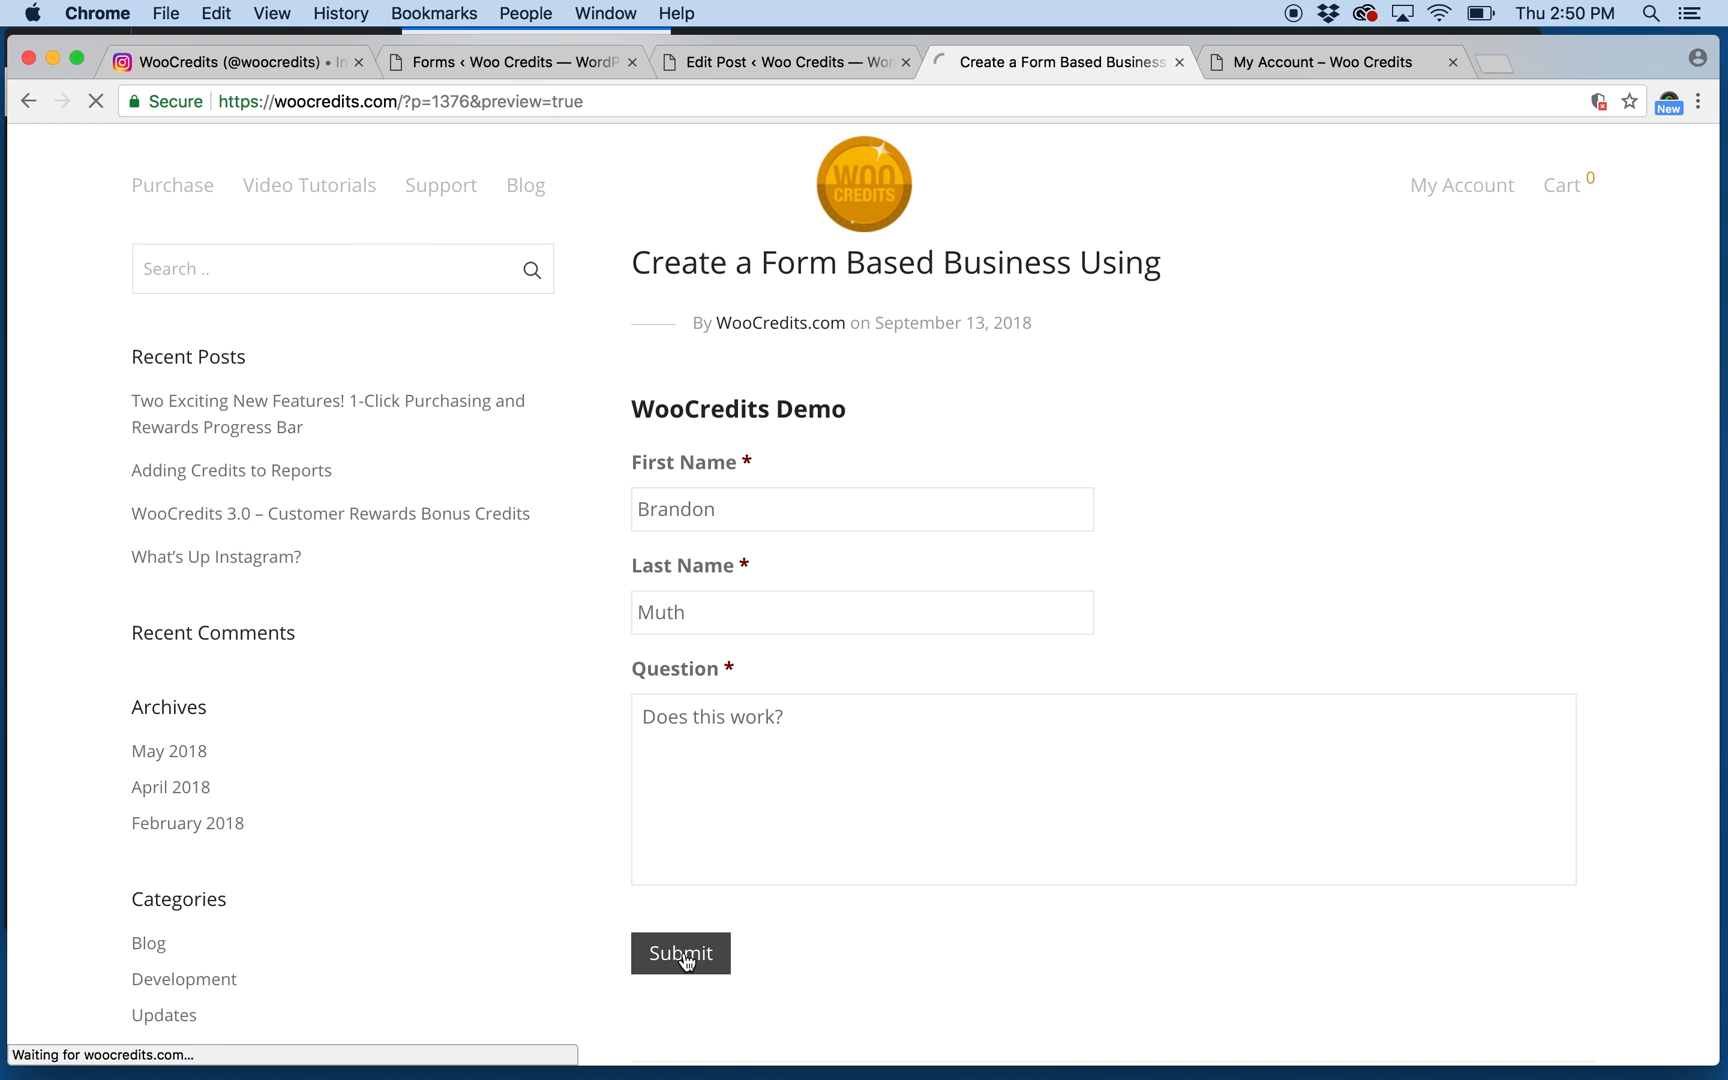 Chrome File Edit View History Bookmarks People Window Help Thu 2:50 PM
WooCredits (@woocredits) • In Forms ‹ Woo Credits — WordP Edit Post ‹ Woo Credits — Wor Create a Form Based Business My Account – Woo Credits
Secure https://woocredits.com/?p=1376&preview=true New
Purchase Video Tutorials Support Blog WOO CREDITS My Account Cart 0
Search ..
Recent Posts
Two Exciting New Features! 1-Click Purchasing and
Rewards Progress Bar
Adding Credits to Reports
WooCredits 3.0 – Customer Rewards Bonus Credits
What's Up Instagram?
Recent Comments
Archives
May 2018
April 2018
February 2018
Categories
Blog
Development
Updates
Create a Form Based Business Using
By WooCredits.com on September 13, 2018
WooCredits Demo
First Name *
Brandon
Last Name *
Muth
Question *
Does this work?
Submit
Waiting for woocredits.com...